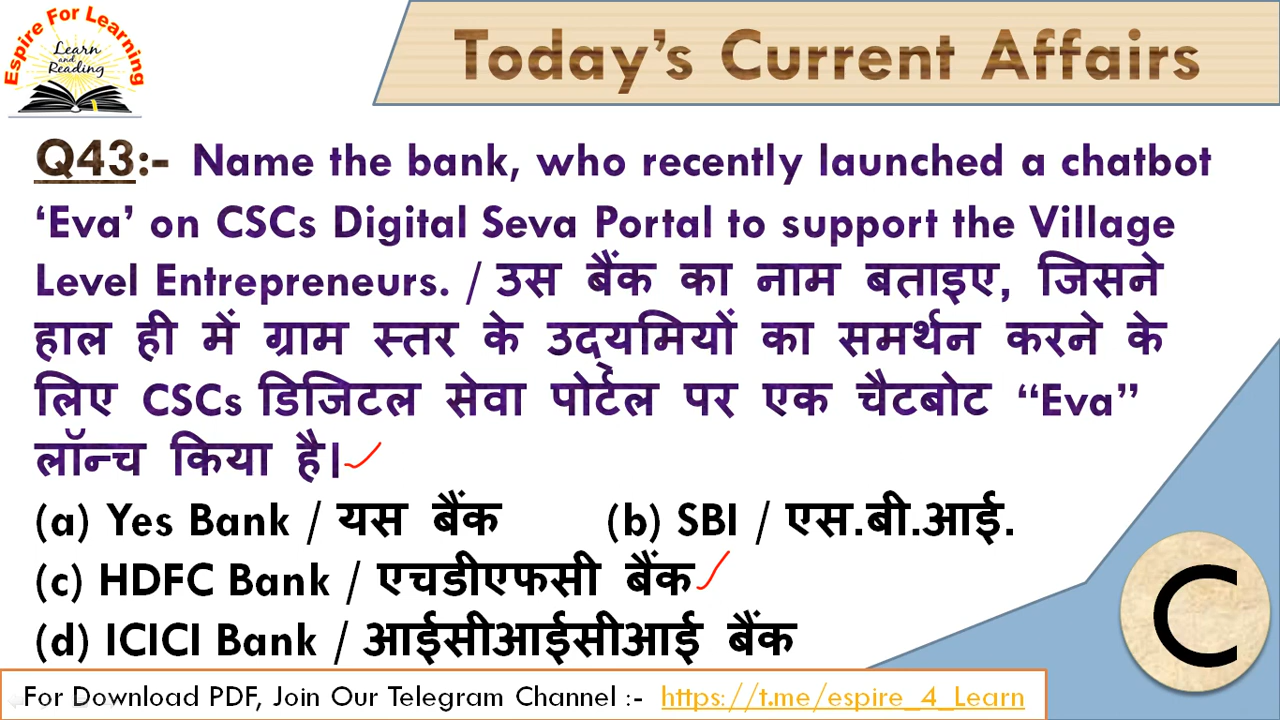 Espire For Learning
Learn
and
Reading
Today's Current Affairs
Q43:- Name the bank, who recently launched a chatbot
‘Eva’ on CSCs Digital Seva Portal to support the Village
Level Entrepreneurs. / उस बैंक का नाम बताइए, जिसने
हाल ही में ग्राम स्तर के उद्यमियों का समर्थन करने के
लिए CSCs डिजिटल सेवा पोर्टल पर एक चैटबोट “Eva”
लॉन्च किया है।
(a) Yes Bank / यस बैंक (b) SBI / एस.बी.आई.
(c) HDFC Bank / एचडीएफसी बैंक
(d) ICICI Bank / आईसीआईसीआई बैंक
C
For Download PDF, Join Our Telegram Channel :- https://t.me/espire_4_Learn